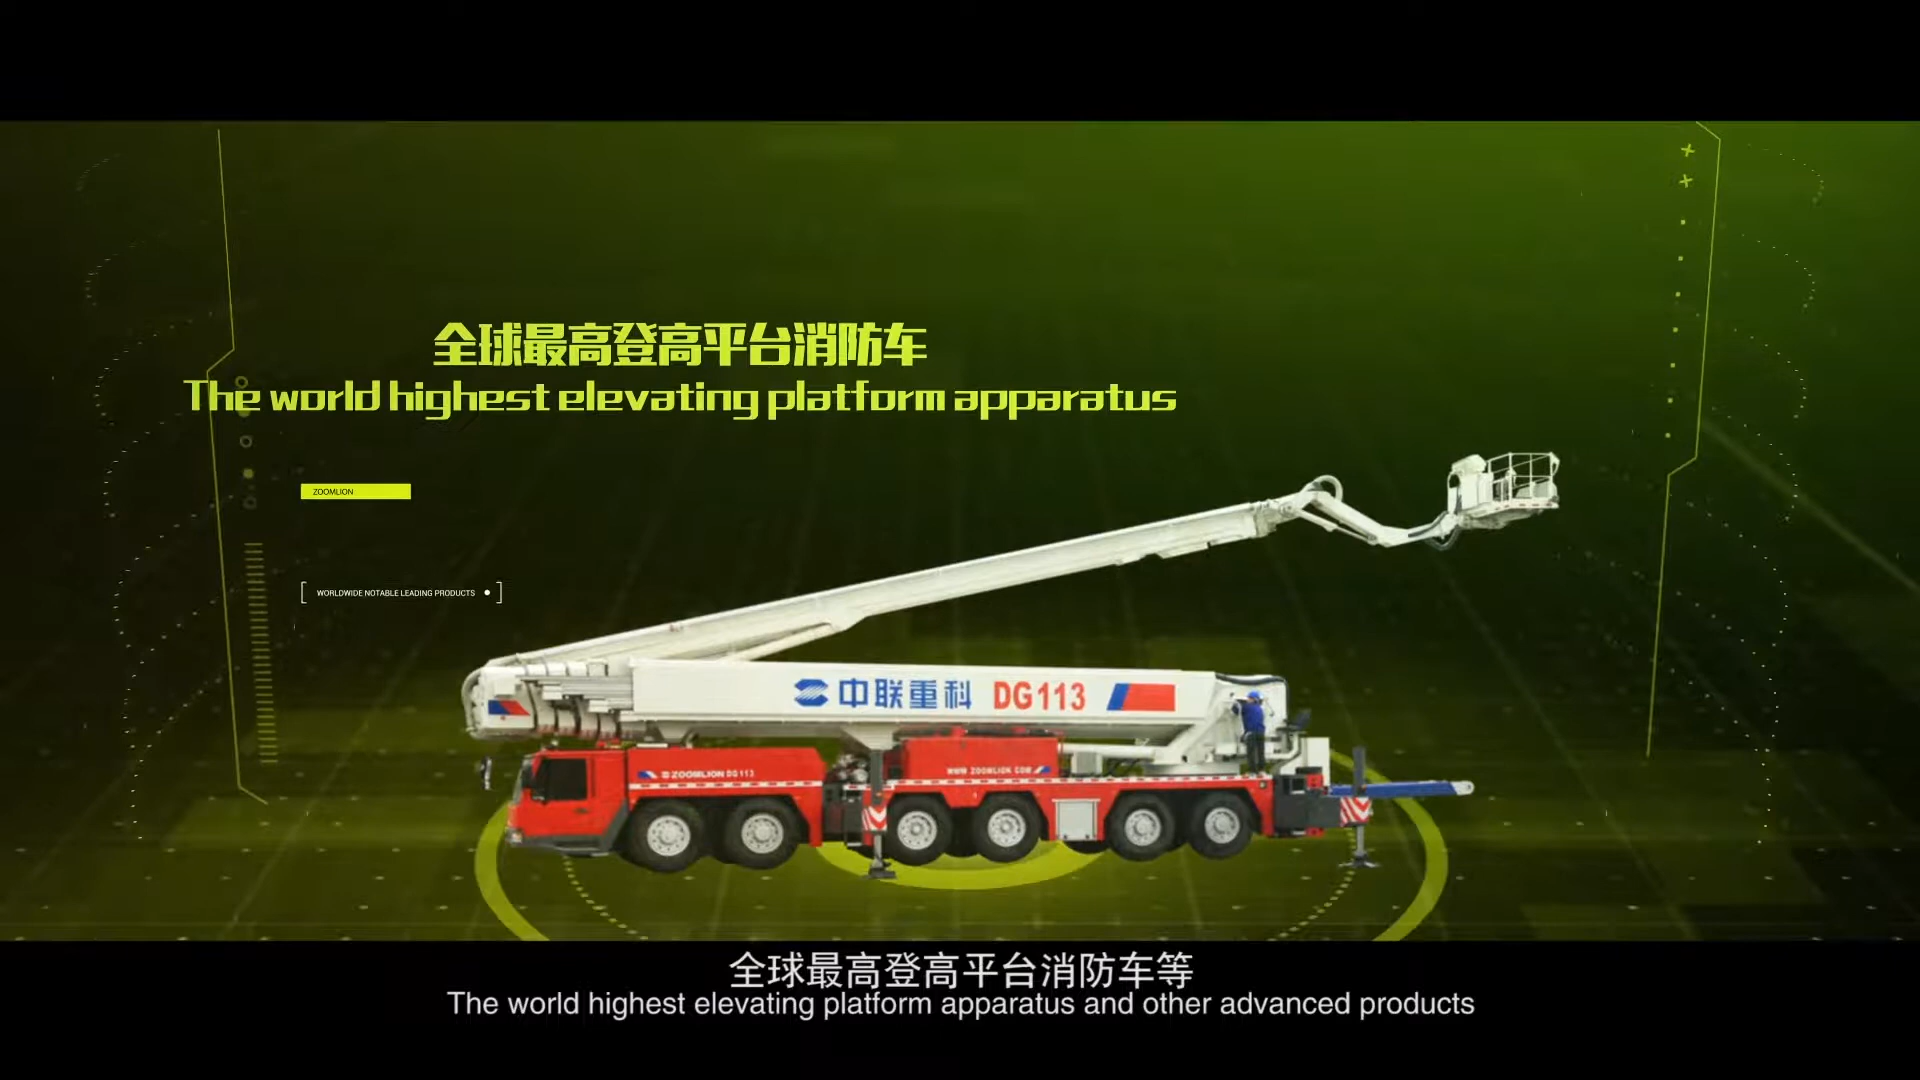 全球最高登高平台消防车
The world highest elevating platform apparatus
ZOOMLION
WORLDWIDE NOTABLE LEADING PRODUCTS
中联重科 DG113
ZOOMLION DG113
WWW.ZOOMLION.COM
全球最高登高平台消防车等
The world highest elevating platform apparatus and other advanced products